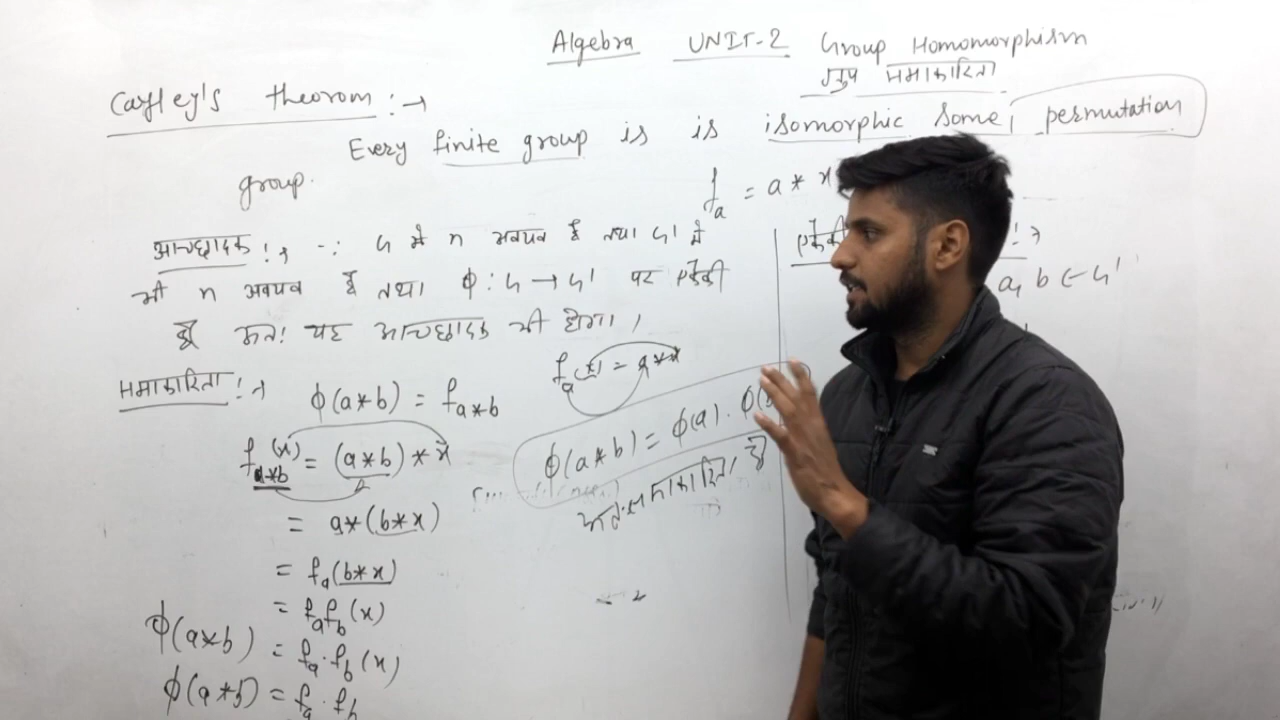 Algebra UNIT-2 Group Homomorphism
ग्रुप समाकारिता
Cayley's theorom :→
Every finite group is is isomorphic some permutation
group.
f_a = a * x
आच्छादक :→ ∵ G में n अवयव हैं तथा G' में
भी n अवयव हैं तथा ϕ : G → G' पर एकैकी
है अतः यह आच्छादक भी होगा।
a, b ∈ G'
समाकारिता :→ ϕ(a*b) = f_{a*b}
f_a(x) = a*x
f_{a*b}(x) = (a*b)*x
ϕ(a*b) = ϕ(a). ϕ(b
अतः समाकारिता है
= a*(b*x)
= f_a(b*x)
= f_a f_b (x)
ϕ(a*b) = f_a . f_b (x)
ϕ(a*b) = f_a . f_b